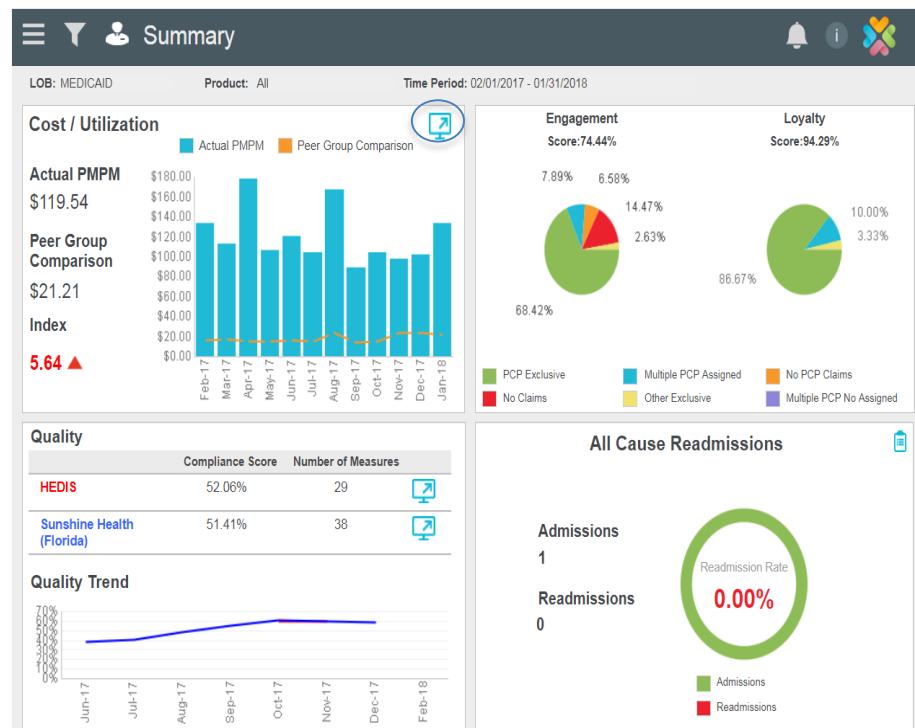 Summary
i
LOB: MEDICAID Product: All Time Period: 02/01/2017 - 01/31/2018
Cost / Utilization
Actual PMPM Peer Group Comparison
Actual PMPM
$119.54
Peer Group
Comparison
$21.21
Index
5.64
$180.00
$160.00
$140.00
$120.00
$100.00
$80.00
$60.00
$40.00
$20.00
$0.00
Feb-17 Mar-17 Apr-17 May-17 Jun-17 Jul-17 Aug-17 Sep-17 Oct-17 Nov-17 Dec-17 Jan-18
Engagement
Score:74.44%
7.89% 6.58%
14.47%
2.63%
68.42%
Loyalty
Score:94.29%
10.00%
3.33%
86.67%
PCP Exclusive Multiple PCP Assigned No PCP Claims
No Claims Other Exclusive Multiple PCP No Assigned
Quality
Compliance Score Number of Measures
HEDIS 52.06% 29
Sunshine Health
(Florida) 51.41% 38
Quality Trend
70%
60%
50%
40%
30%
20%
10%
0%
Jun-17 Jul-17 Aug-17 Sep-17 Oct-17 Nov-17 Dec-17 Feb-18
All Cause Readmissions
Admissions
1
Readmissions
0
Readmission Rate
0.00%
Admissions
Readmissions